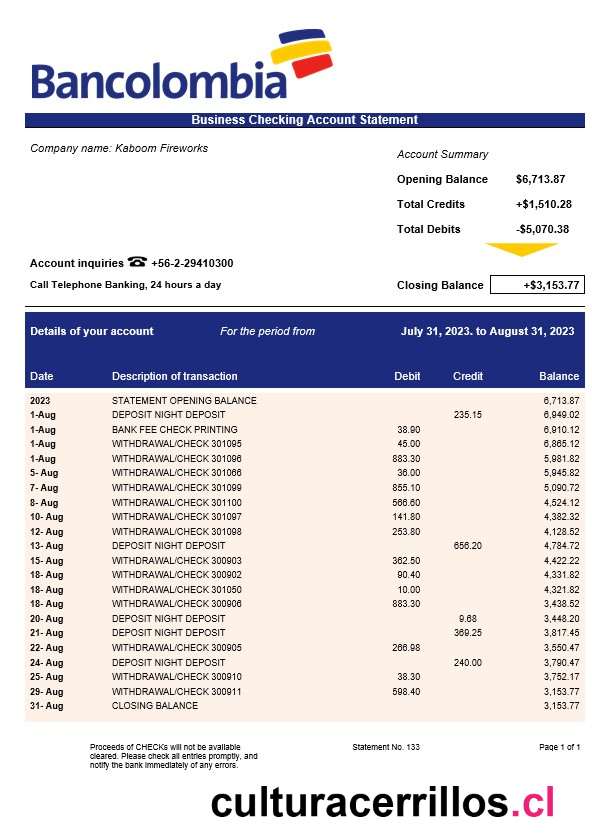 Bancolombia
Business Checking Account Statement
Company name: Kaboom Fireworks
Account Summary
Opening Balance $6,713.87
Total Credits +$1,510.28
Total Debits -$5,070.38
Account inquiries ☎ +56-2-29410300
Call Telephone Banking, 24 hours a day
Closing Balance +$3,153.77
Details of your account For the period from July 31, 2023. to August 31, 2023
Date Description of transaction Debit Credit Balance
2023 STATEMENT OPENING BALANCE 6,713.87
1-Aug DEPOSIT NIGHT DEPOSIT 235.15 6,949.02
1-Aug BANK FEE CHECK PRINTING 38.90 6,910.12
1-Aug WITHDRAWAL/CHECK 301095 45.00 6,865.12
1-Aug WITHDRAWAL/CHECK 301096 883.30 5,981.82
5- Aug WITHDRAWAL/CHECK 301066 36.00 5,945.82
7- Aug WITHDRAWAL/CHECK 301099 855.10 5,090.72
8- Aug WITHDRAWAL/CHECK 301100 566.60 4,524.12
10- Aug WITHDRAWAL/CHECK 301097 141.80 4,382.32
12- Aug WITHDRAWAL/CHECK 301098 253.80 4,128.52
13- Aug DEPOSIT NIGHT DEPOSIT 656.20 4,784.72
15- Aug WITHDRAWAL/CHECK 300903 362.50 4,422.22
18- Aug WITHDRAWAL/CHECK 300902 90.40 4,331.82
18- Aug WITHDRAWAL/CHECK 301050 10.00 4,321.82
18- Aug WITHDRAWAL/CHECK 300906 883.30 3,438.52
20- Aug DEPOSIT NIGHT DEPOSIT 9.68 3,448.20
21- Aug DEPOSIT NIGHT DEPOSIT 369.25 3,817.45
22- Aug WITHDRAWAL/CHECK 300905 266.98 3,550.47
24- Aug DEPOSIT NIGHT DEPOSIT 240.00 3,790.47
25- Aug WITHDRAWAL/CHECK 300910 38.30 3,752.17
29- Aug WITHDRAWAL/CHECK 300911 598.40 3,153.77
31- Aug CLOSING BALANCE 3,153.77
Proceeds of CHECKs will not be available
cleared. Please check all entries promptly, and
notify the bank immediately of any errors.
Statement No. 133
Page 1 of 1
culturacerrillos.cl